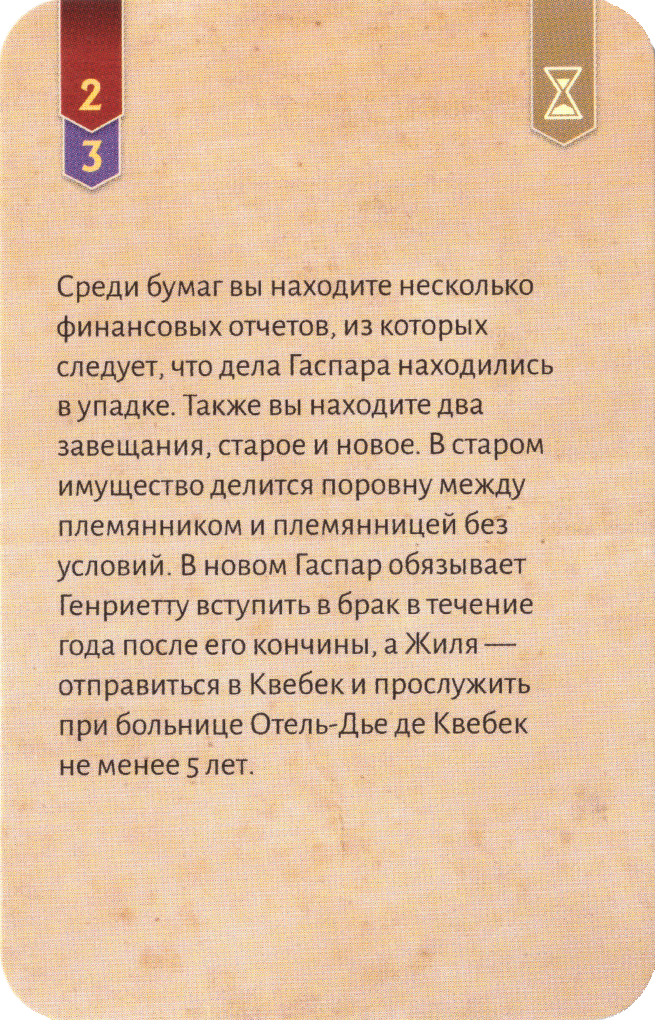 2
3
Среди бумаг вы находите несколько
финансовых отчетов, из которых
следует, что дела Гаспара находились
в упадке. Также вы находите два
завещания, старое и новое. В старом
имущество делится поровну между
племянником и племянницей без
условий. В новом Гаспар обязывает
Генриетту вступить в брак в течение
года после его кончины, а Жиля —
отправиться в Квебек и прослужить
при больнице Отель-Дье де Квебек
не менее 5 лет.